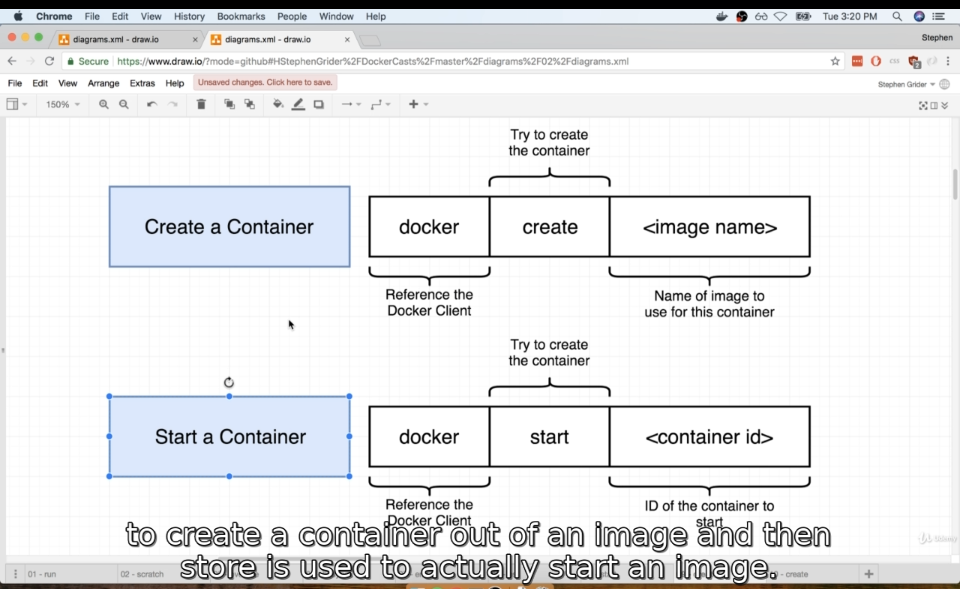 Chrome File Edit View History Bookmarks People Window Help Tue 3:20 PM
diagrams.xml - draw.io × diagrams.xml - draw.io × Stephen
Secure https://www.draw.io/?mode=github#HStephenGrider%2FDockerCasts%2Fmaster%2Fdiagrams%2F02%2Fdiagrams.xml
File Edit View Arrange Extras Help Unsaved changes. Click here to save. Stephen Grider
150%
Try to create
the container
Create a Container docker create <image name>
Reference the
Docker Client
Name of image to
use for this container
Try to create
the container
Start a Container docker start <container id>
Reference the
Docker Client
ID of the container to
start
Udemy
to create a container out of an image and then
store is used to actually start an image.
01 - run 02 - scratch - create